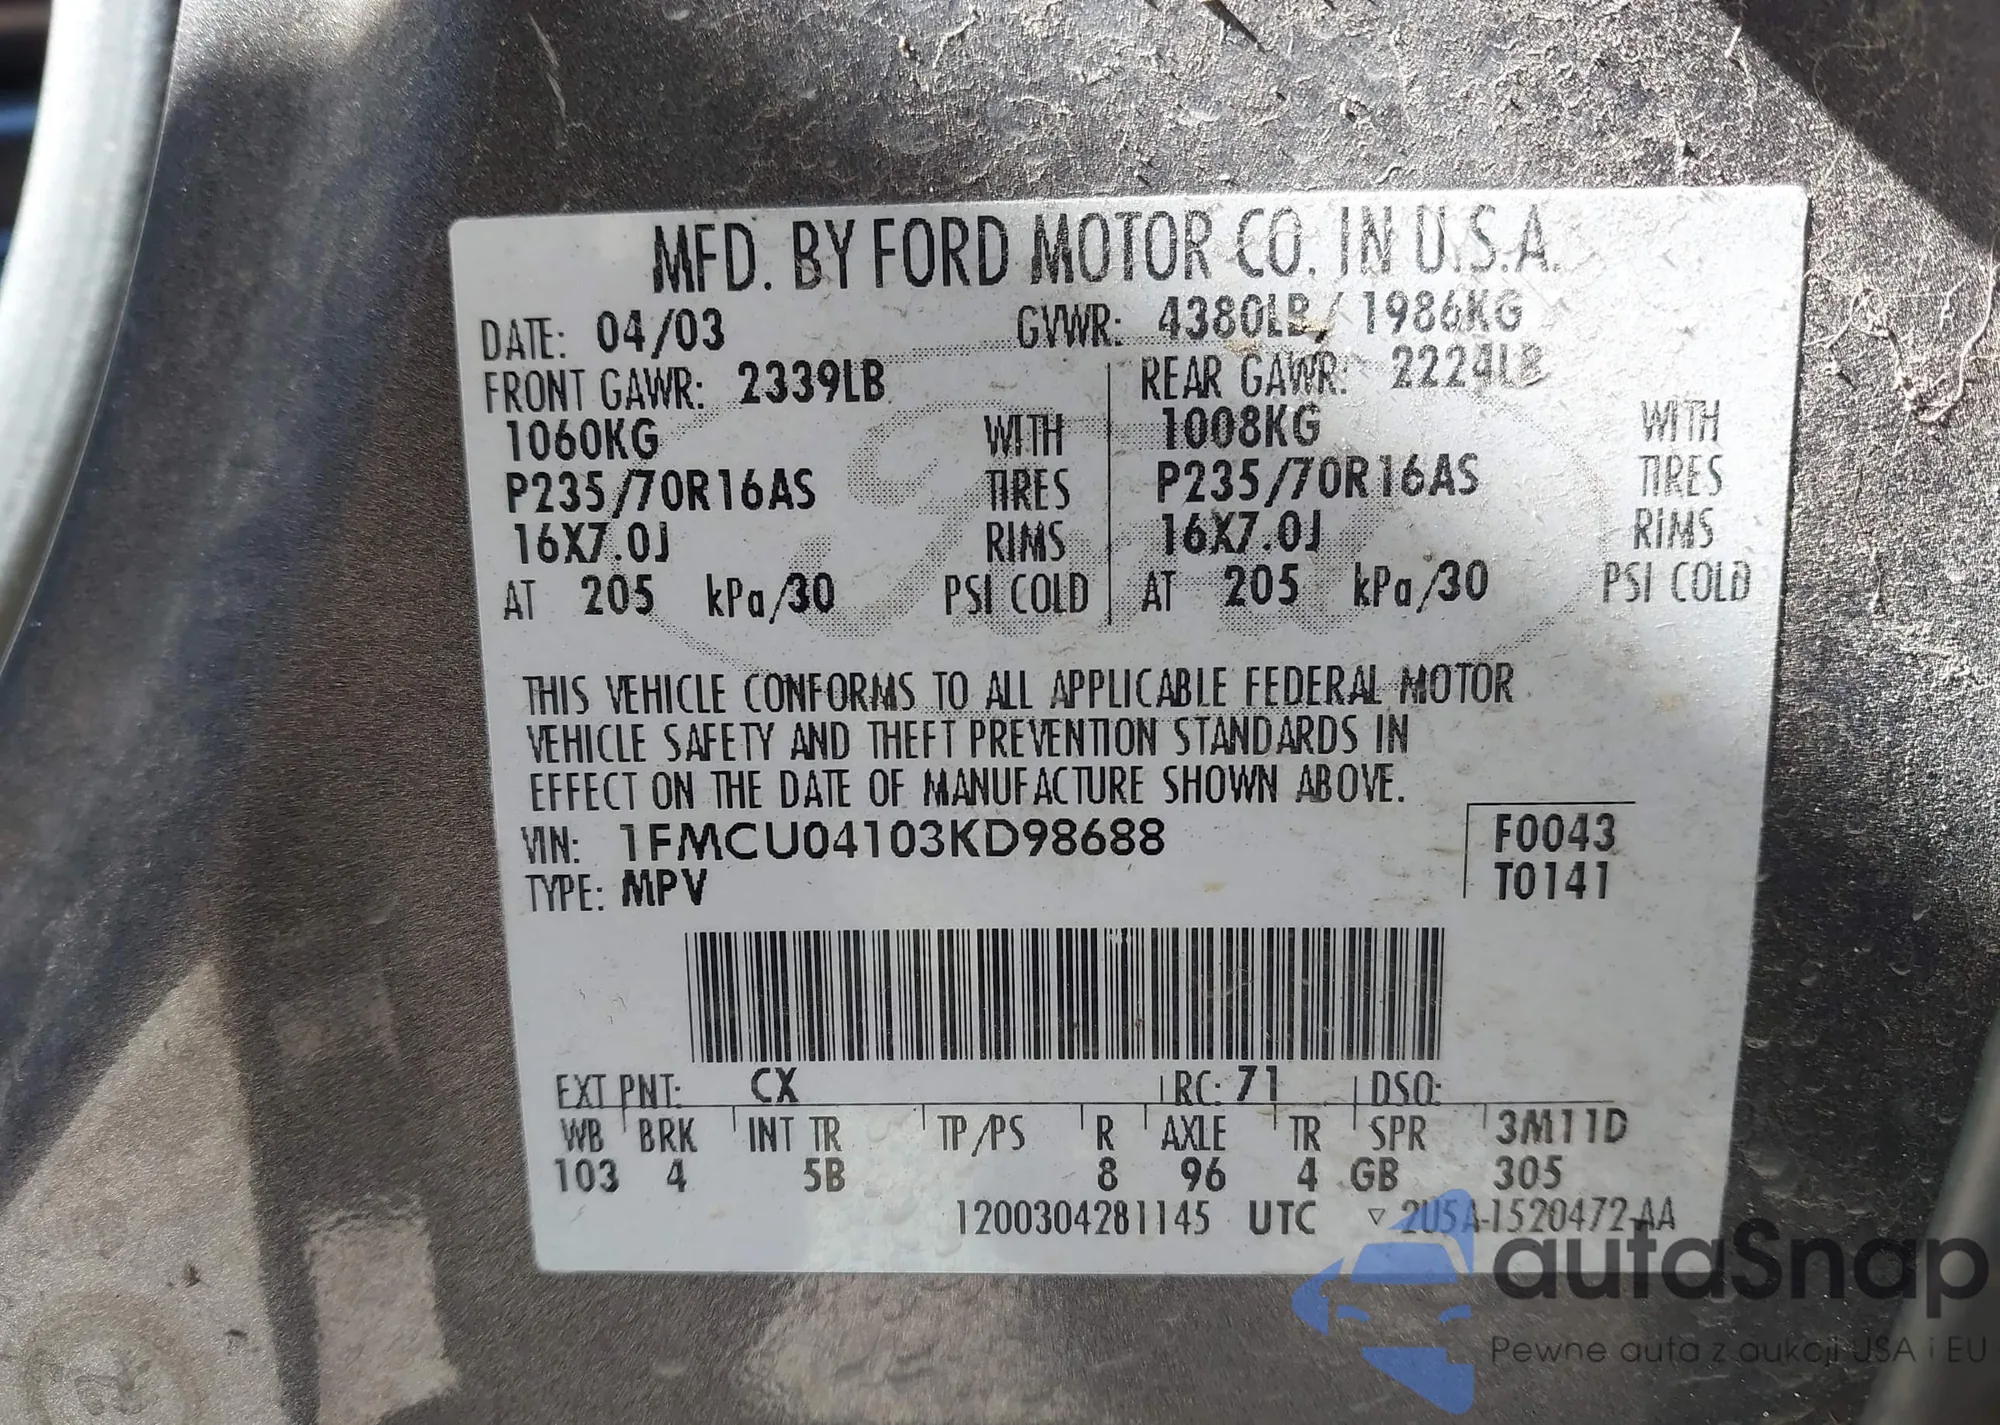 MFD. BY FORD MOTOR CO. IN U.S.A.
DATE: 04/03 GVWR: 4380LB/1986KG
FRONT GAWR: 2339LB REAR GAWR: 2224LB
1060KG WITH 1008KG WITH
P235/70R16AS TIRES P235/70R16AS TIRES
16X7.0J RIMS 16X7.0J RIMS
AT 205 kPa/30 PSI COLD AT 205 kPa/30 PSI COLD
THIS VEHICLE CONFORMS TO ALL APPLICABLE FEDERAL MOTOR
VEHICLE SAFETY AND THEFT PREVENTION STANDARDS IN
EFFECT ON THE DATE OF MANUFACTURE SHOWN ABOVE.
VIN: 1FMCU04103KD98688 F0043
TYPE: MPV T0141
EXT PNT: CX RC: 71 DSO:
WB BRK INT TR TP/PS R AXLE TR SPR 3M11D
103 4 5B 8 96 4 GB 305
1200304281145 UTC ▽ 2U5A-1520472-AA
autaSnap
Pewne auta z aukcji USA i EU